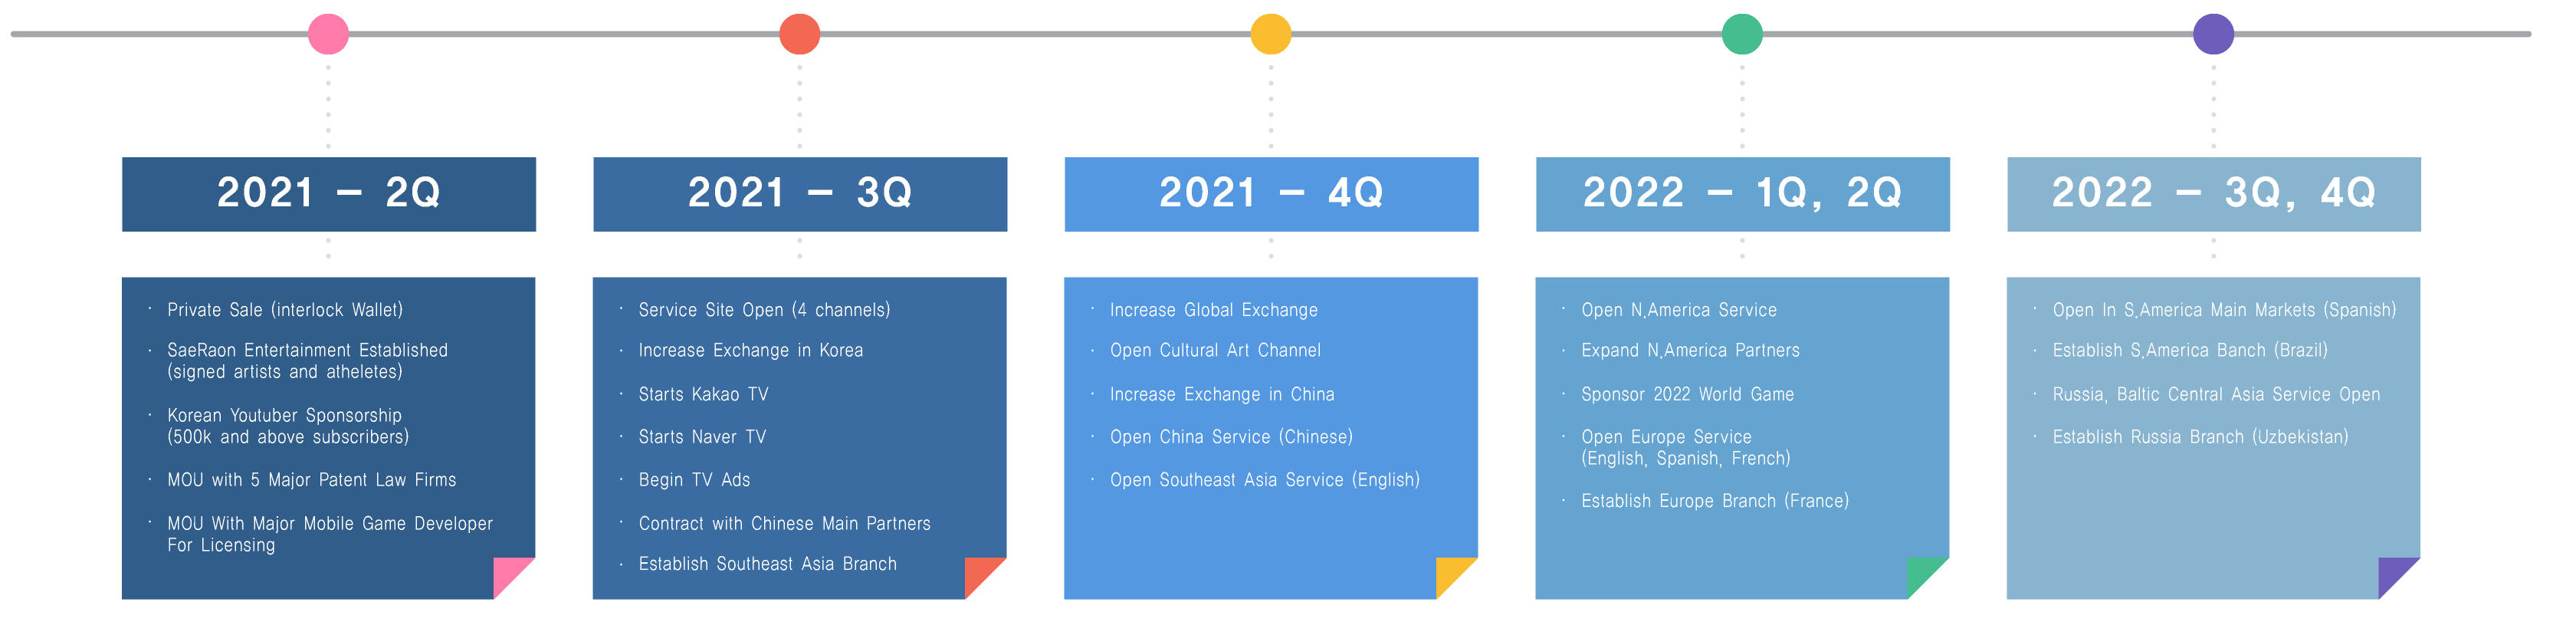 2021 – 2Q
· Private Sale (interlock Wallet)
· SaeRaon Entertainment Established
(signed artists and atheletes)
· Korean Youtuber Sponsorship
(500k and above subscribers)
· MOU with 5 Major Patent Law Firms
· MOU With Major Mobile Game Developer
For Licensing
2021 – 3Q
· Service Site Open (4 channels)
· Increase Exchange in Korea
· Starts Kakao TV
· Starts Naver TV
· Begin TV Ads
· Contract with Chinese Main Partners
· Establish Southeast Asia Branch
2021 – 4Q
· Increase Global Exchange
· Open Cultural Art Channel
· Increase Exchange in China
· Open China Service (Chinese)
· Open Southeast Asia Service (English)
2022 – 1Q, 2Q
· Open N.America Service
· Expand N.America Partners
· Sponsor 2022 World Game
· Open Europe Service
(English, Spanish, French)
· Establish Europe Branch (France)
2022 – 3Q, 4Q
· Open In S.America Main Markets (Spanish)
· Establish S.America Banch (Brazil)
· Russia, Baltic Central Asia Service Open
· Establish Russia Branch (Uzbekistan)